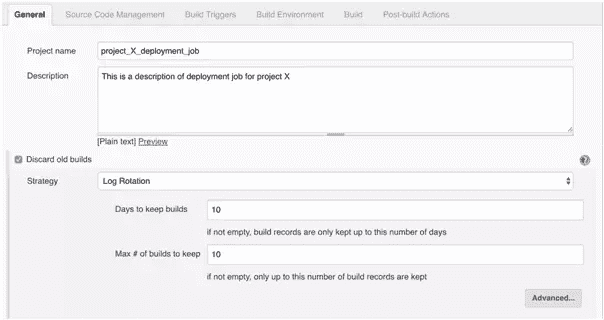 General Source Code Management Build Triggers Build Environment Build Post-build Actions
Project name project_X_deployment_job
Description This is a description of deployment job for project X
[Plain text] Preview
Discard old builds
Strategy Log Rotation
Days to keep builds 10
if not empty, build records are only kept up to this number of days
Max # of builds to keep 10
if not empty, only up to this number of build records are kept
Advanced...